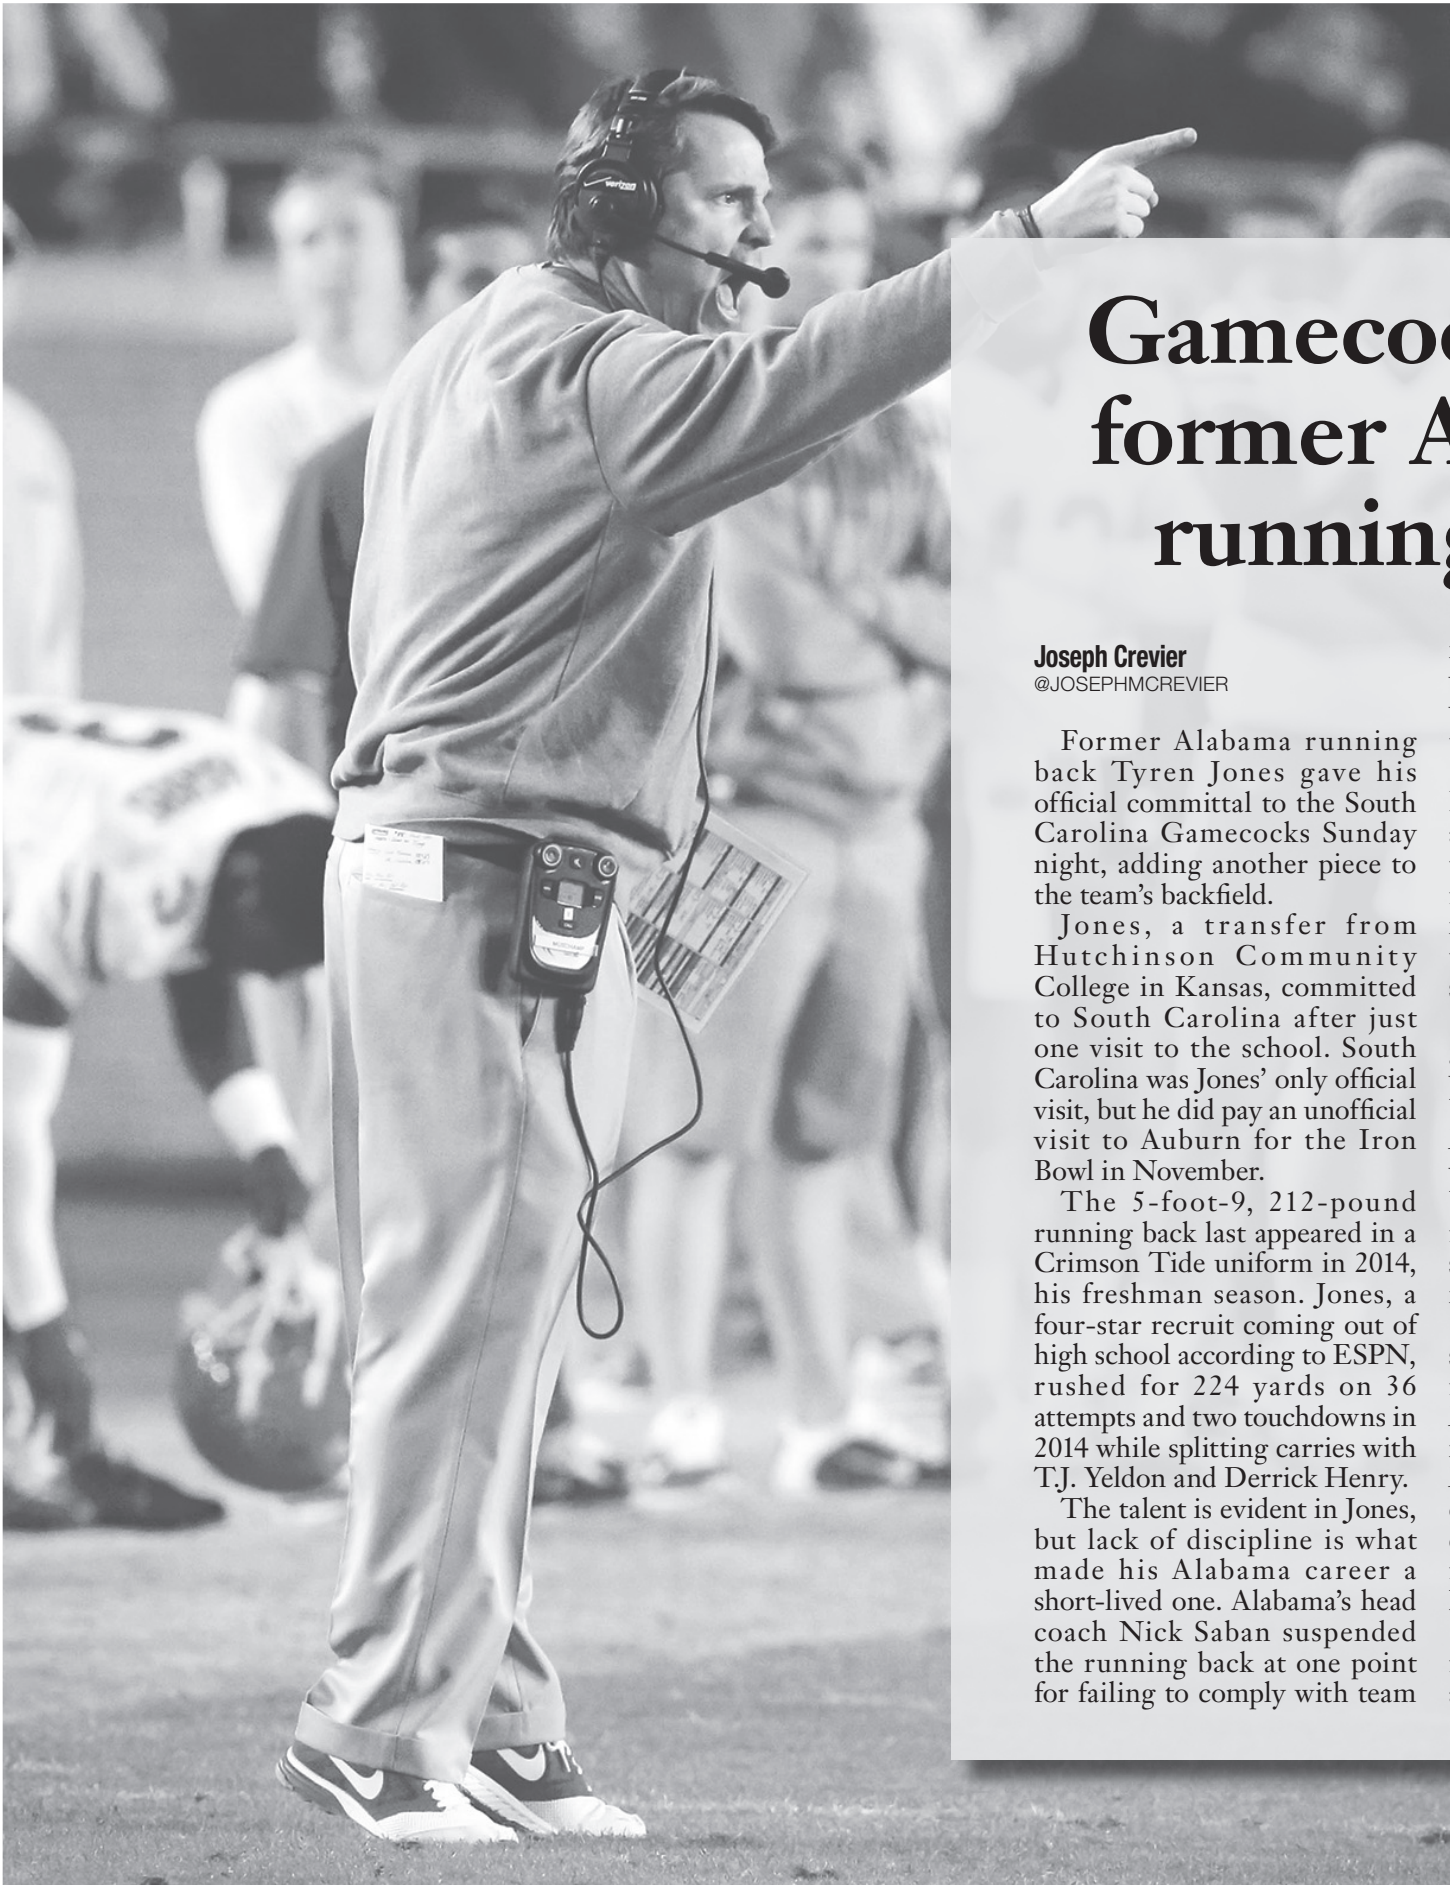 verizon
MUSCHAMP
Gameco
former A
running
Joseph Crevier
@JOSEPHMCREVIER
Former Alabama running
back Tyren Jones gave his
official committal to the South
Carolina Gamecocks Sunday
night, adding another piece to
the team’s backfield.
Jones, a transfer from
Hutchinson Community
College in Kansas, committed
to South Carolina after just
one visit to the school. South
Carolina was Jones’ only official
visit, but he did pay an unofficial
visit to Auburn for the Iron
Bowl in November.
The 5-foot-9, 212-pound
running back last appeared in a
Crimson Tide uniform in 2014,
his freshman season. Jones, a
four-star recruit coming out of
high school according to ESPN,
rushed for 224 yards on 36
attempts and two touchdowns in
2014 while splitting carries with
T.J. Yeldon and Derrick Henry.
The talent is evident in Jones,
but lack of discipline is what
made his Alabama career a
short-lived one. Alabama’s head
coach Nick Saban suspended
the running back at one point
for failing to comply with team